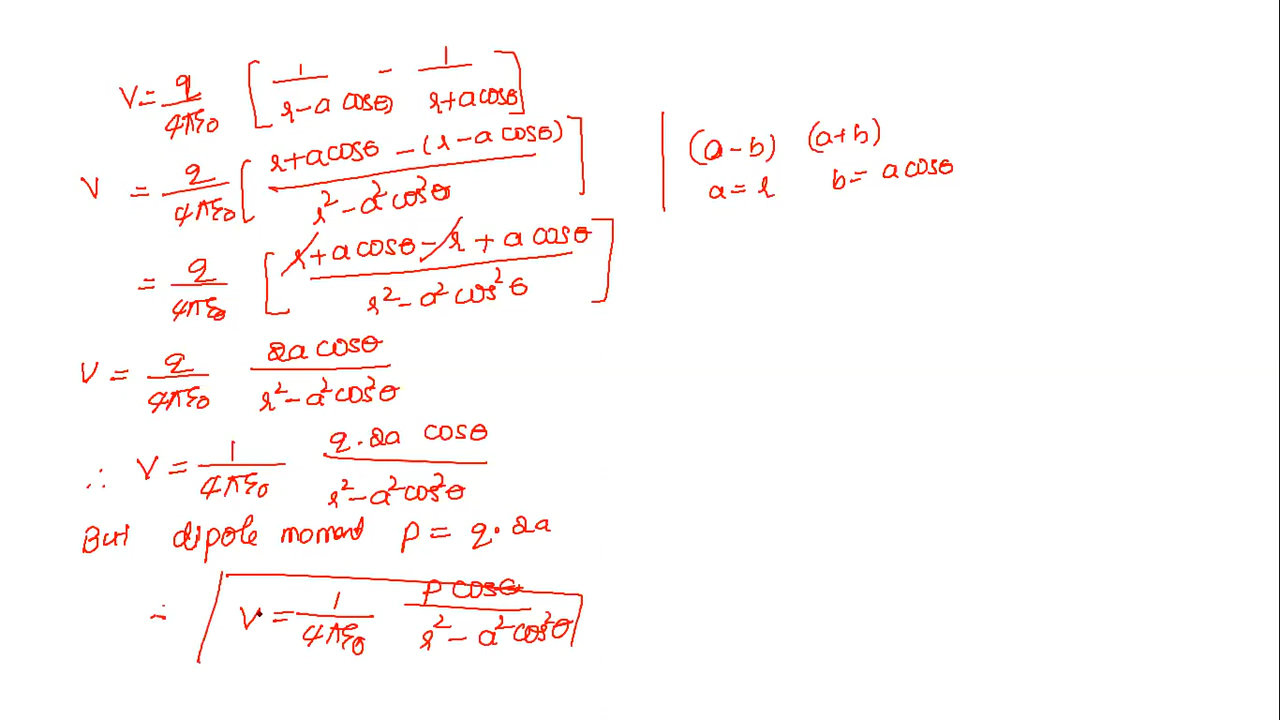 V = q/4πε₀ [ 1/(r - a cosθ) - 1/(r + a cosθ) ]
V = q/4πε₀ [ (r + a cosθ - (r - a cosθ))/(r² - a² cos²θ) ]
(a - b) (a + b)
a = r b = a cosθ
= q/4πε₀ [ (r + a cosθ - r + a cosθ)/(r² - a² cos²θ) ]
V = q/4πε₀ 2a cosθ/(r² - a² cos²θ)
∴ V = 1/4πε₀ q·2a cosθ/(r² - a² cos²θ)
But dipole moment P = q·2a
∴ V = 1/4πε₀ P cosθ/(r² - a² cos²θ)